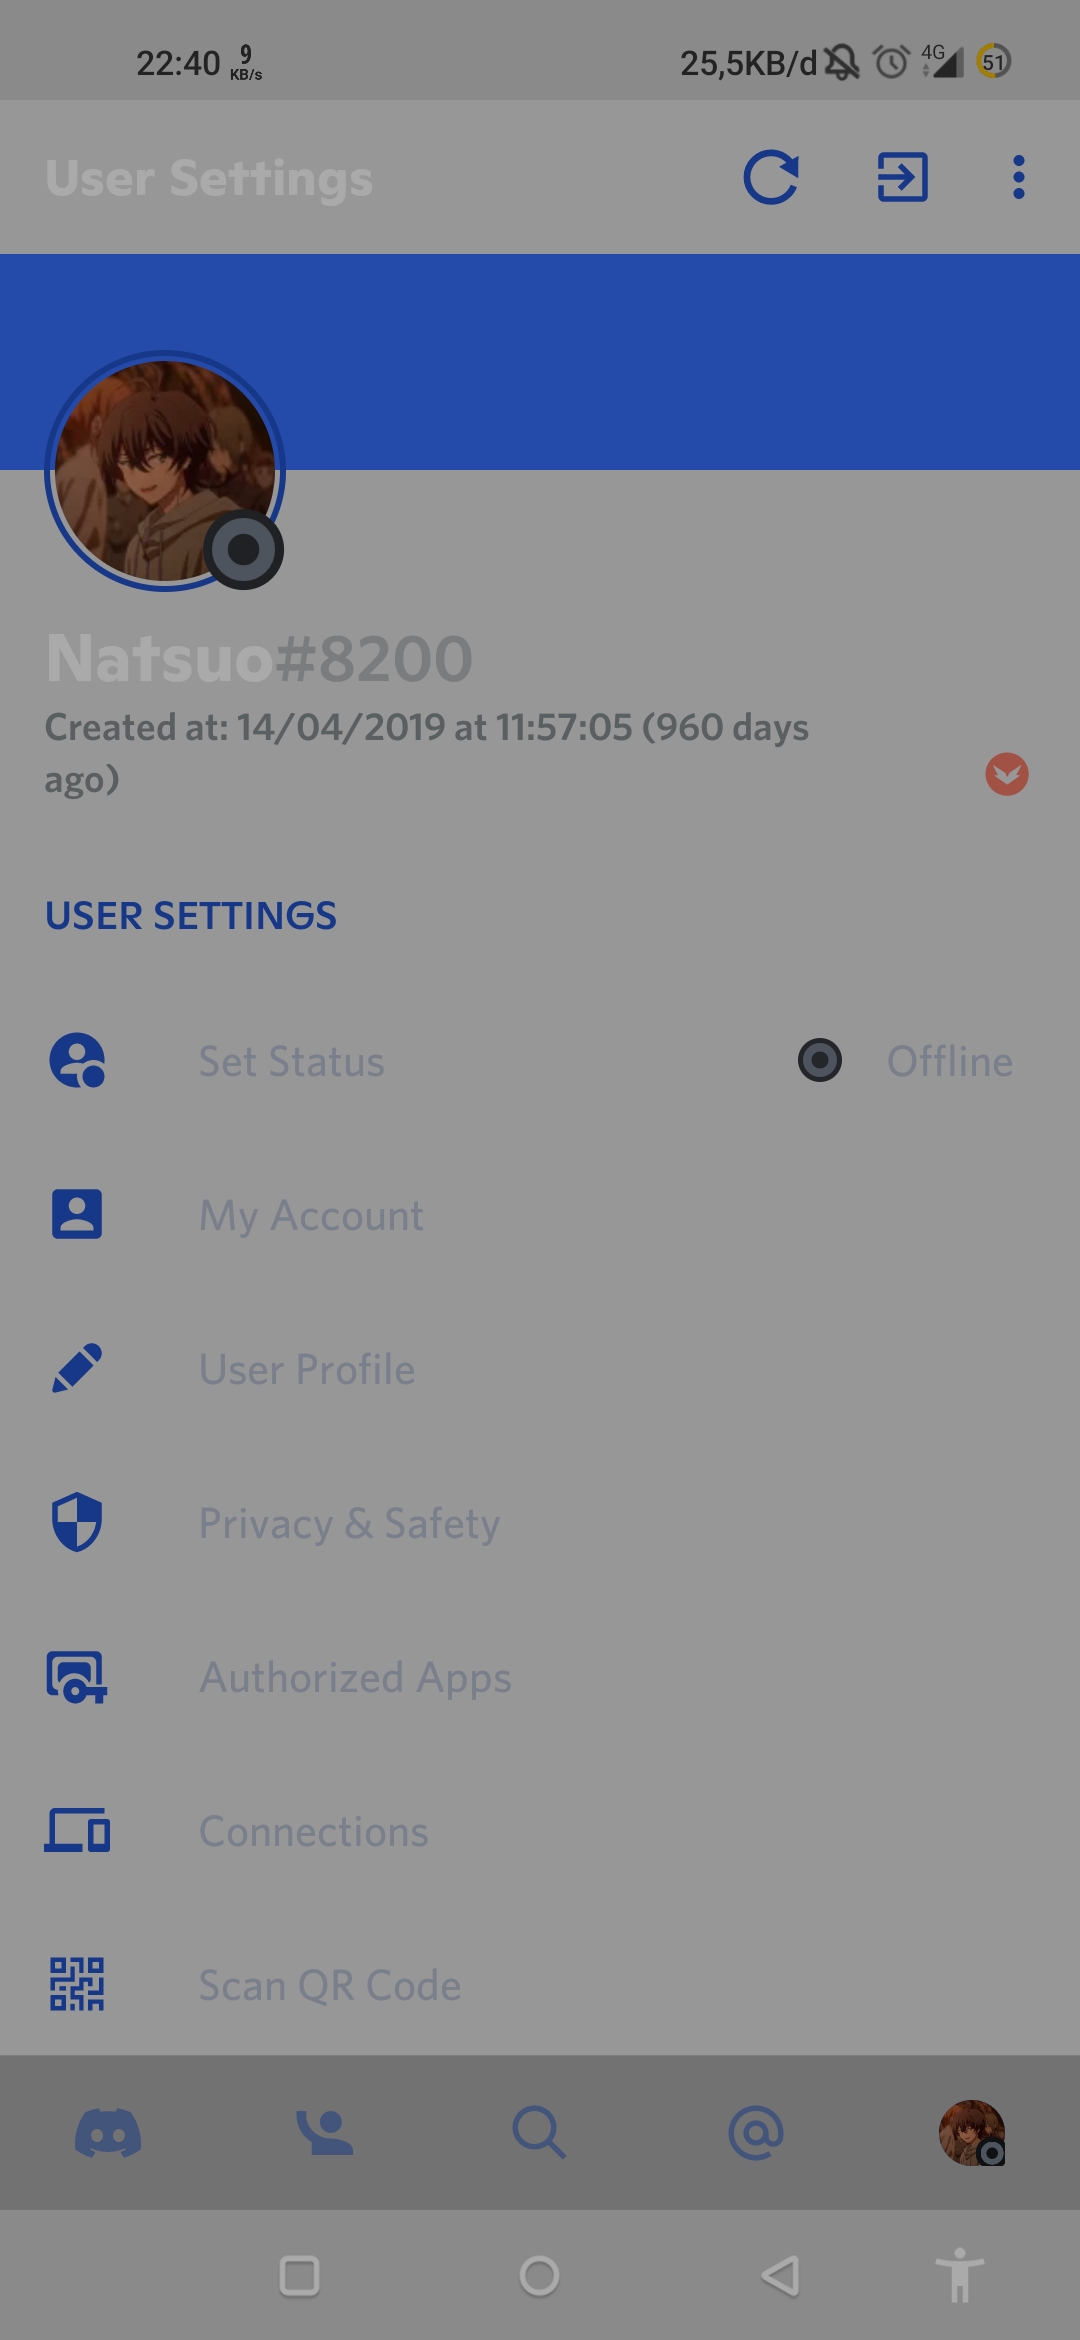 22:40 9 KB/s 25,5KB/d 4G 51
User Settings
Natsuo#8200
Created at: 14/04/2019 at 11:57:05 (960 days
ago)
USER SETTINGS
Set Status Offline
My Account
User Profile
Privacy & Safety
Authorized Apps
Connections
Scan QR Code